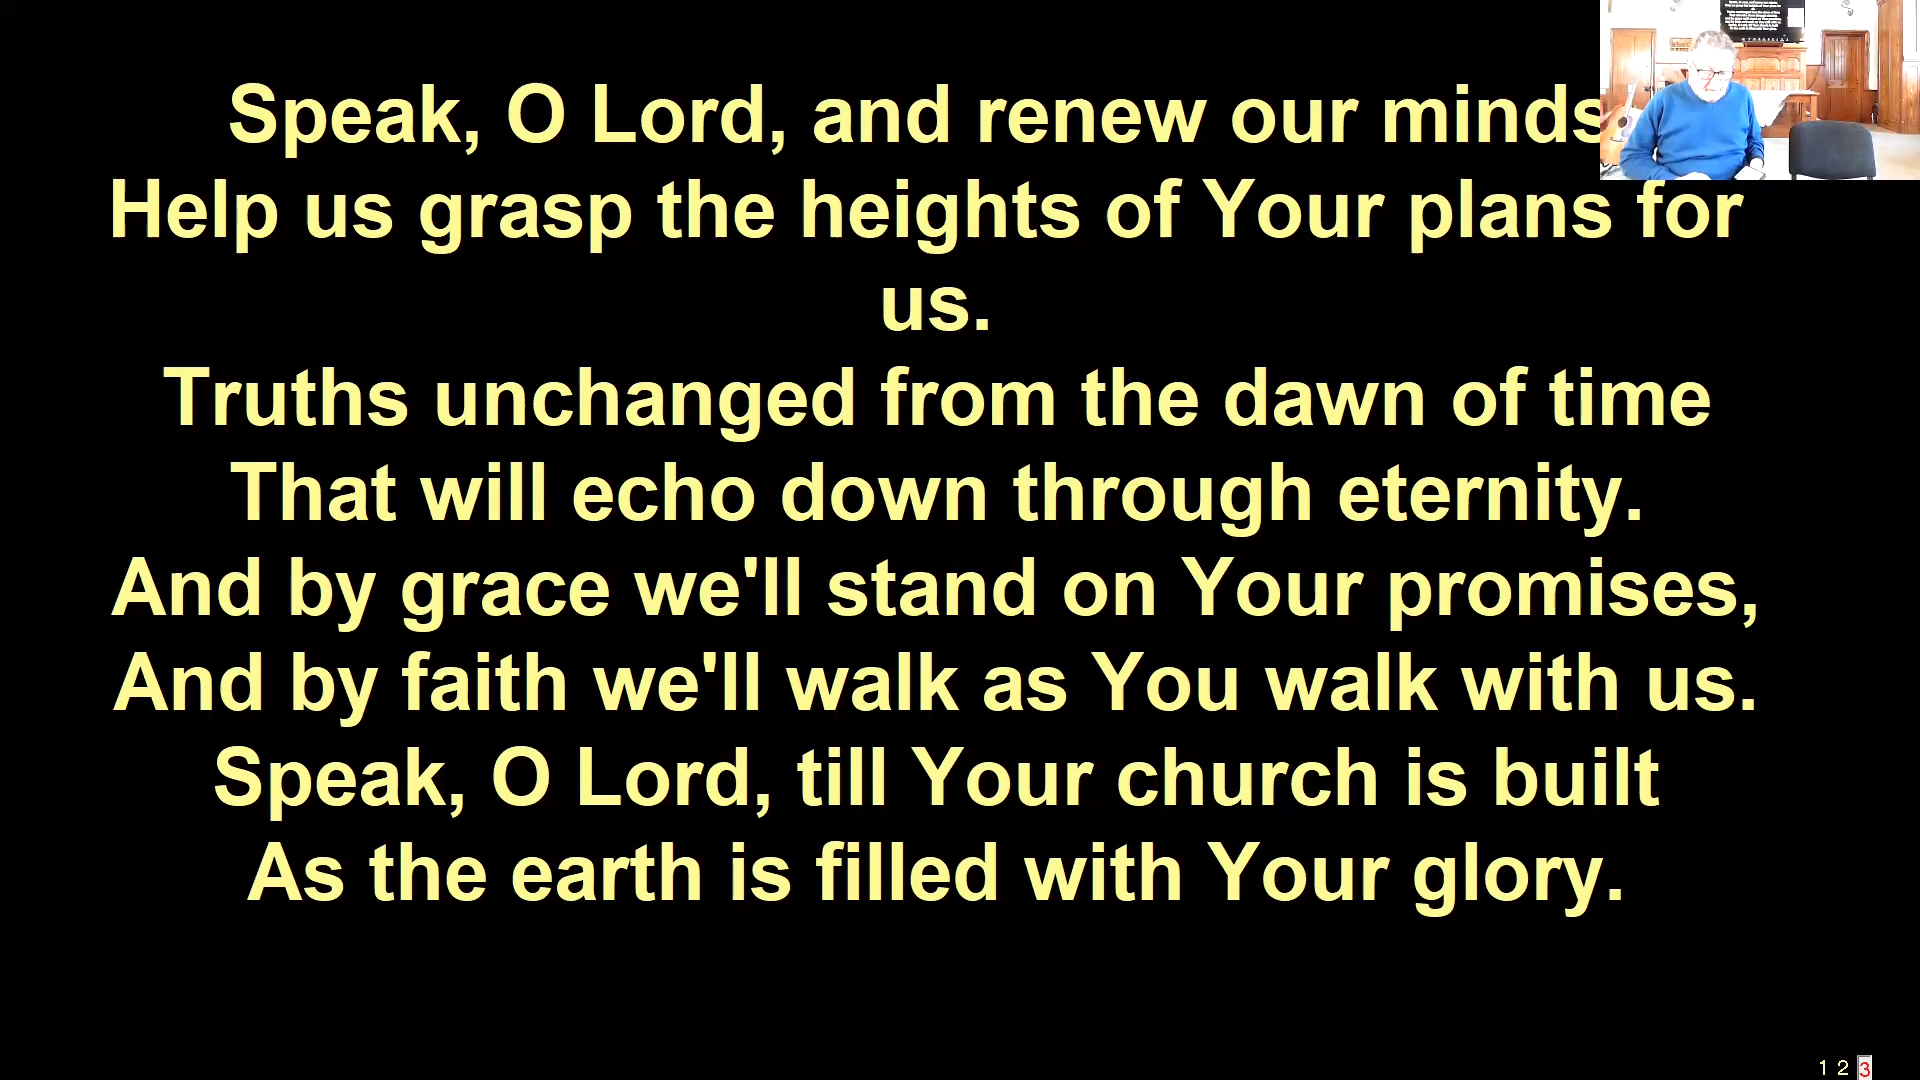 Speak, O Lord, and renew our minds
Help us grasp the heights of Your plans for
us.
Truths unchanged from the dawn of time
That will echo down through eternity.
And by grace we'll stand on Your promises,
And by faith we'll walk as You walk with us.
Speak, O Lord, till Your church is built
As the earth is filled with Your glory.
1 2 3